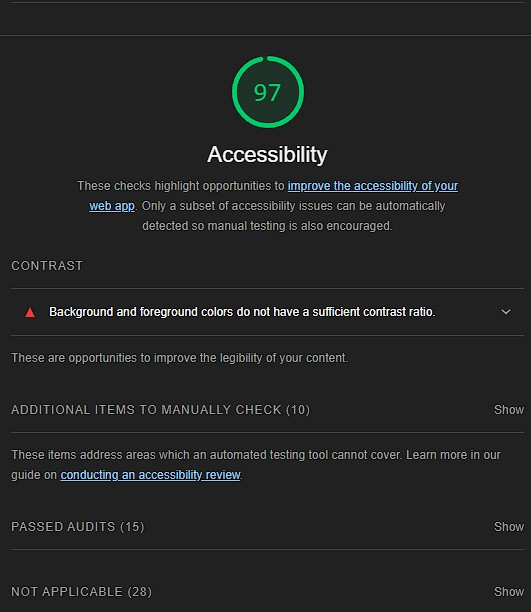 97
Accessibility
These checks highlight opportunities to improve the accessibility of your
web app. Only a subset of accessibility issues can be automatically
detected so manual testing is also encouraged.
CONTRAST
Background and foreground colors do not have a sufficient contrast ratio.
These are opportunities to improve the legibility of your content.
ADDITIONAL ITEMS TO MANUALLY CHECK (10) Show
These items address areas which an automated testing tool cannot cover. Learn more in our
guide on conducting an accessibility review.
PASSED AUDITS (15) Show
NOT APPLICABLE (28) Show